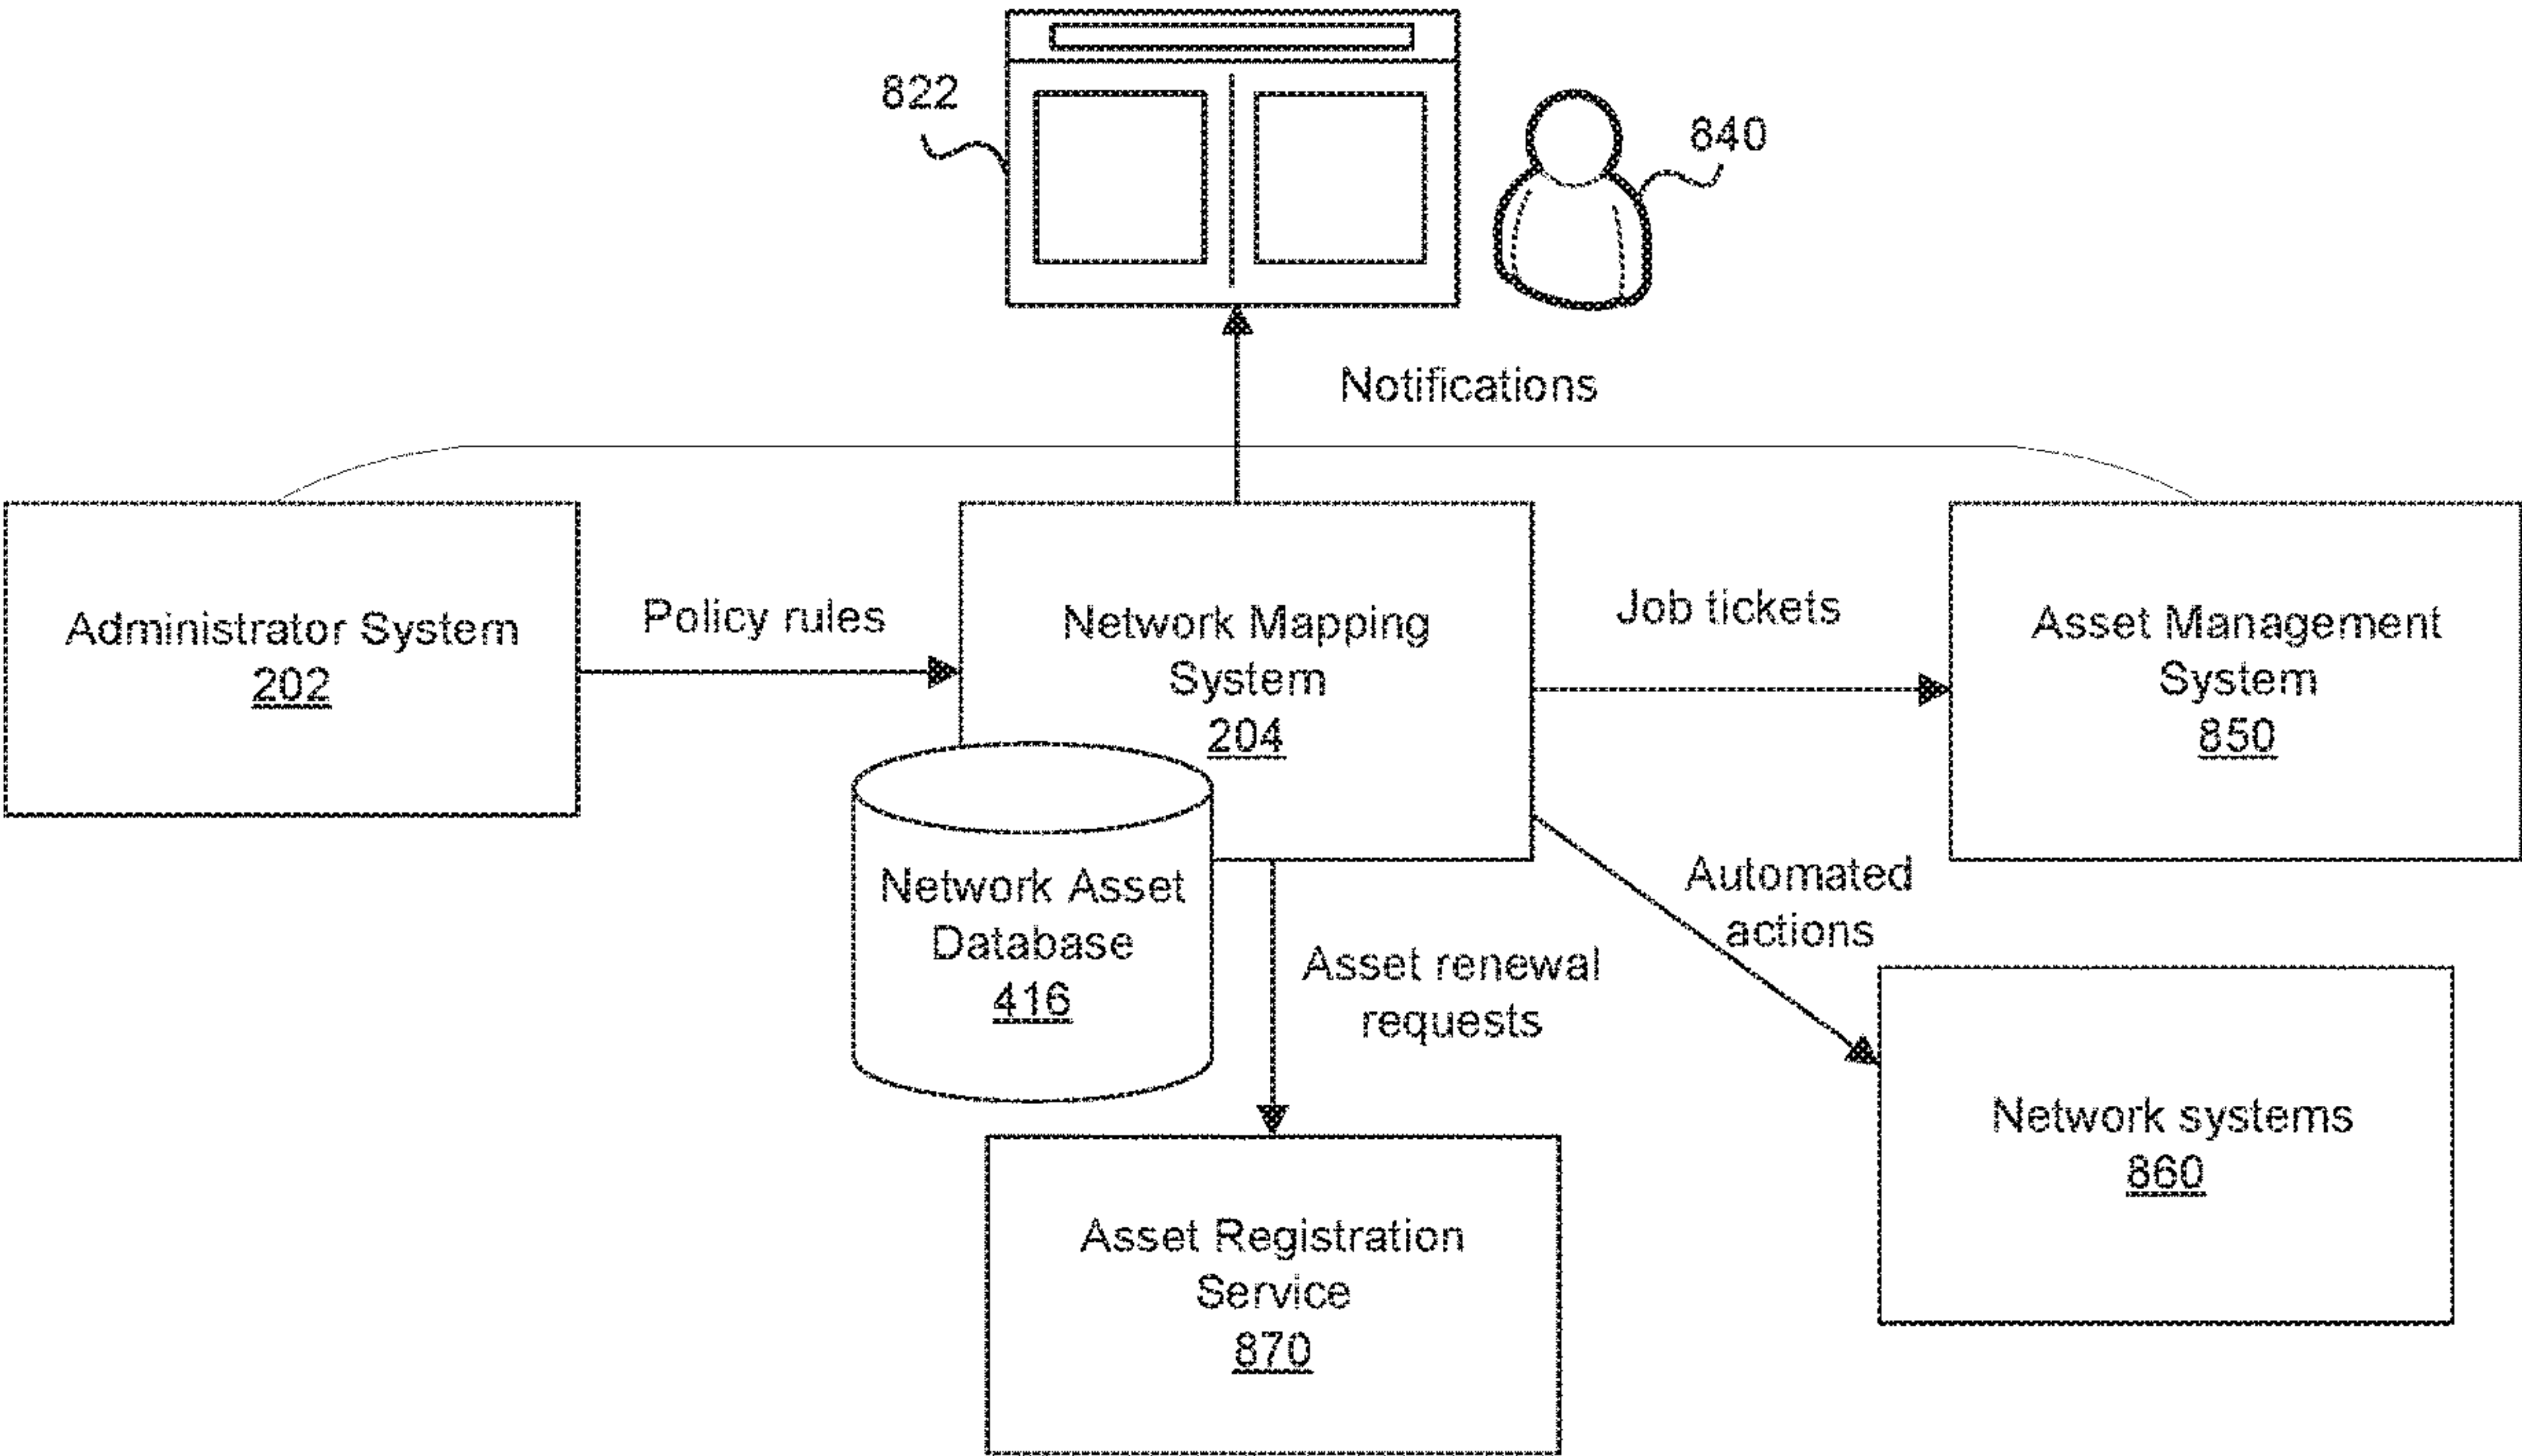 822
840
Notifications
Administrator System
202
Policy rules
Network Mapping
System
204
Job tickets
Asset Management
System
850
Network Asset
Database
416
Asset renewal
requests
Automated
actions
Network systems
860
Asset Registration
Service
870